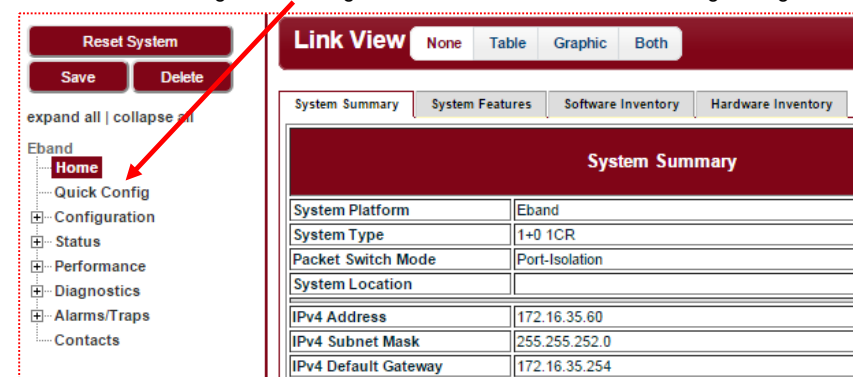 Reset System
Save Delete
expand all | collapse all
Eband
Home
Quick Config
Configuration
Status
Performance
Diagnostics
Alarms/Traps
Contacts
Link View None Table Graphic Both
System Summary System Features Software Inventory Hardware Inventory
System Summary
System Platform Eband
System Type 1+0 1CR
Packet Switch Mode Port-Isolation
System Location
IPv4 Address 172.16.35.60
IPv4 Subnet Mask 255.255.252.0
IPv4 Default Gateway 172.16.35.254